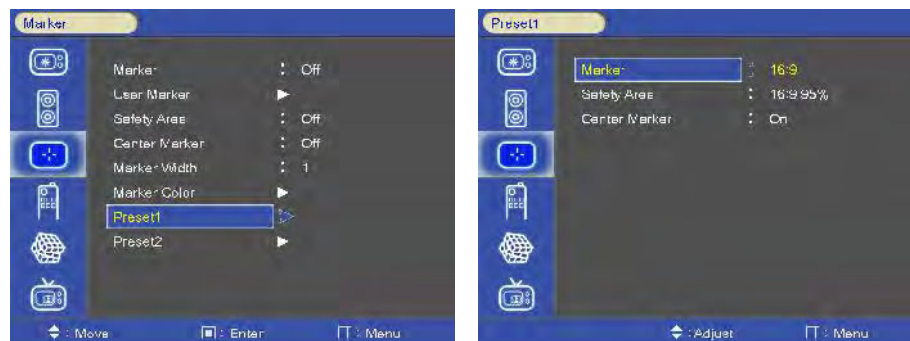 Marker
Marker : Off
User Marker
Safety Area : Off
Center Marker : Off
Marker Width : 1
Marker Color
Preset1
Preset2
: Move : Enter : Menu
Preset1
Marker : 16:9
Safety Area : 16:9 95%
Center Marker : On
: Adjust : Menu